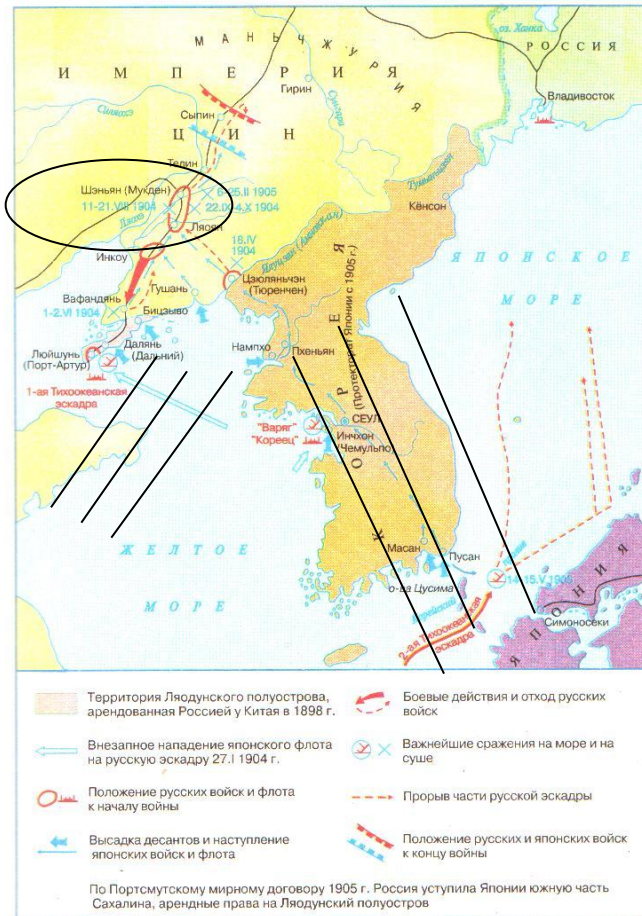 оз. Ханка
РОССИЯ
МАНЬЧЖУРИЯ
ИМПЕРИЯ
ЦИН
Гирин
Сунгари
Владивосток
Сыпин
Телин
Шэньян (Мукден)
11-21.VIII 1904
6-25.II 1905
22.IX-4.X 1904
Ляохэ
Ляоян
Тумыньцзян
Кёнсон
18.IV
1904
Инкоу
Цзюляньчэн
(Тюренчен)
Гушань
Вафандянь
1-2.VI 1904
Бицзыво
Далянь
(Дальний)
Люйшунь
(Порт-Артур)
1-ая Тихоокеанская
эскадра
Нампхо
Пхеньян
КОРЕЯ
(Протекторат Японии с 1905 г.)
ЯПОНСКОЕ
МОРЕ
"Варяг"
"Кореец"
СЕУЛ
Инчхон
(Чемульпо)
ЖЕЛТОЕ
МОРЕ
Масан
Пусан
о-ва Цусима
14-15.V 1905
2-ая Тихоокеанская
эскадра
Симоносеки
ЯПОНИЯ
Территория Ляодунского полуострова,
арендованная Россией у Китая в 1898 г.
Внезапное нападение японского флота
на русскую эскадру 27.I 1904 г.
Положение русских войск и флота
к началу войны
Высадка десантов и наступление
японских войск и флота
Боевые действия и отход русских
войск
Важнейшие сражения на море и на
суше
Прорыв части русской эскадры
Положение русских и японских войск
к концу войны
По Портсмутскому мирному договору 1905 г. Россия уступила Японии южную часть
Сахалина, арендные права на Ляодунский полуостров